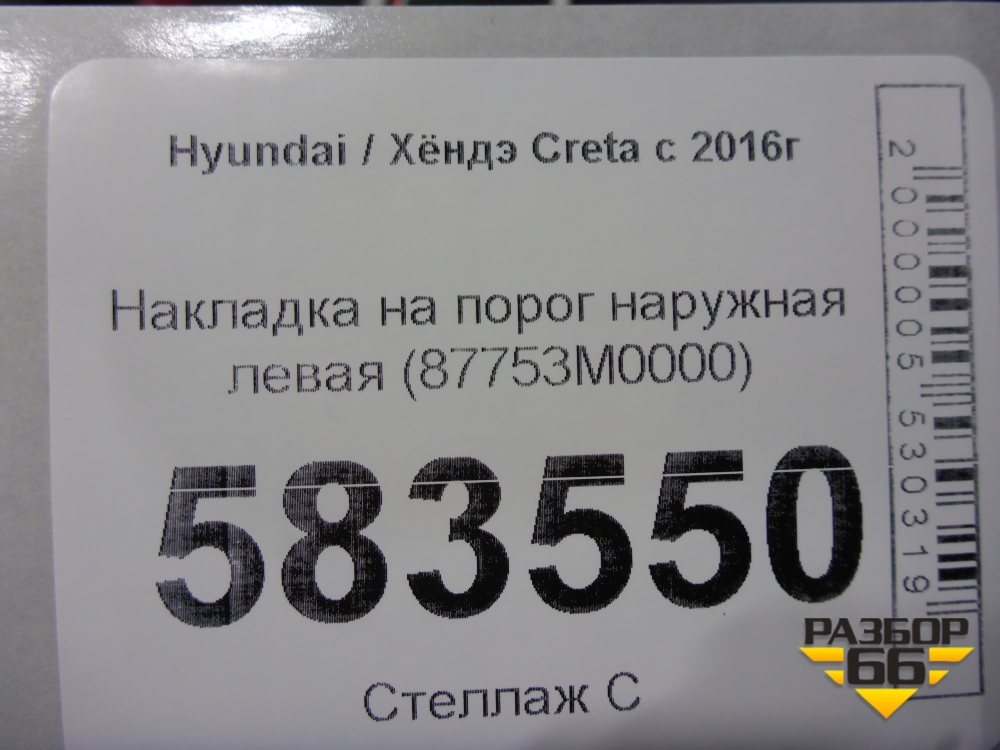 Hyundai / Хёндэ Creta с 2016г
Накладка на порог наружная
левая (87753M0000)
583550
Стеллаж С
2000005530319
РАЗБОР
66